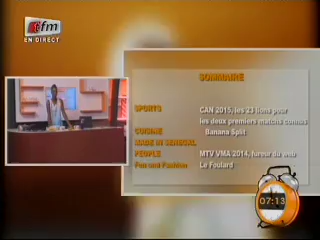 tfm
EN DIRECT
SOMMAIRE
SPORTS CAN 2015, les 23 lions pour
les deux premiers matchs connus
CUISINE Banana Split
MADE IN SENEGAL
PEOPLE MTV VMA 2014, fureur du
Fun and Fashion Le Foulard
07:13